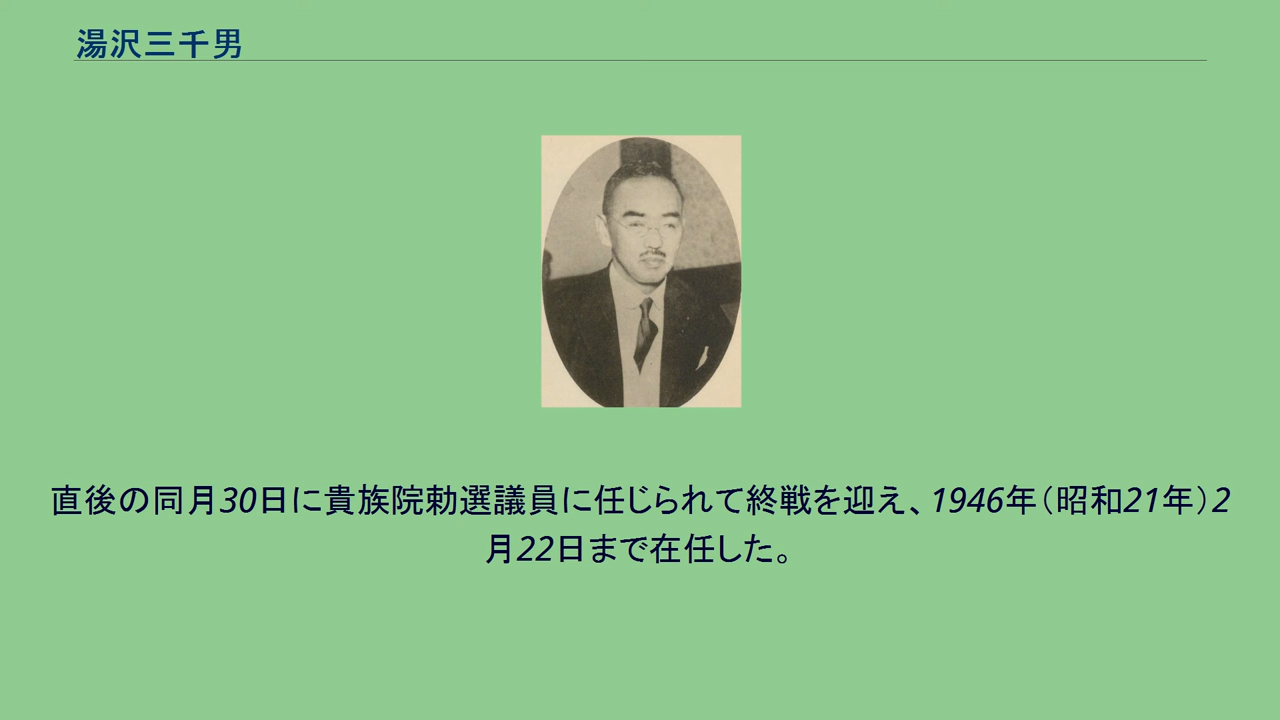 湯沢三千男
直後の同月30日に貴族院勅選議員に任じられて終戦を迎え、1946年（昭和21年）2
月22日まで在任した。